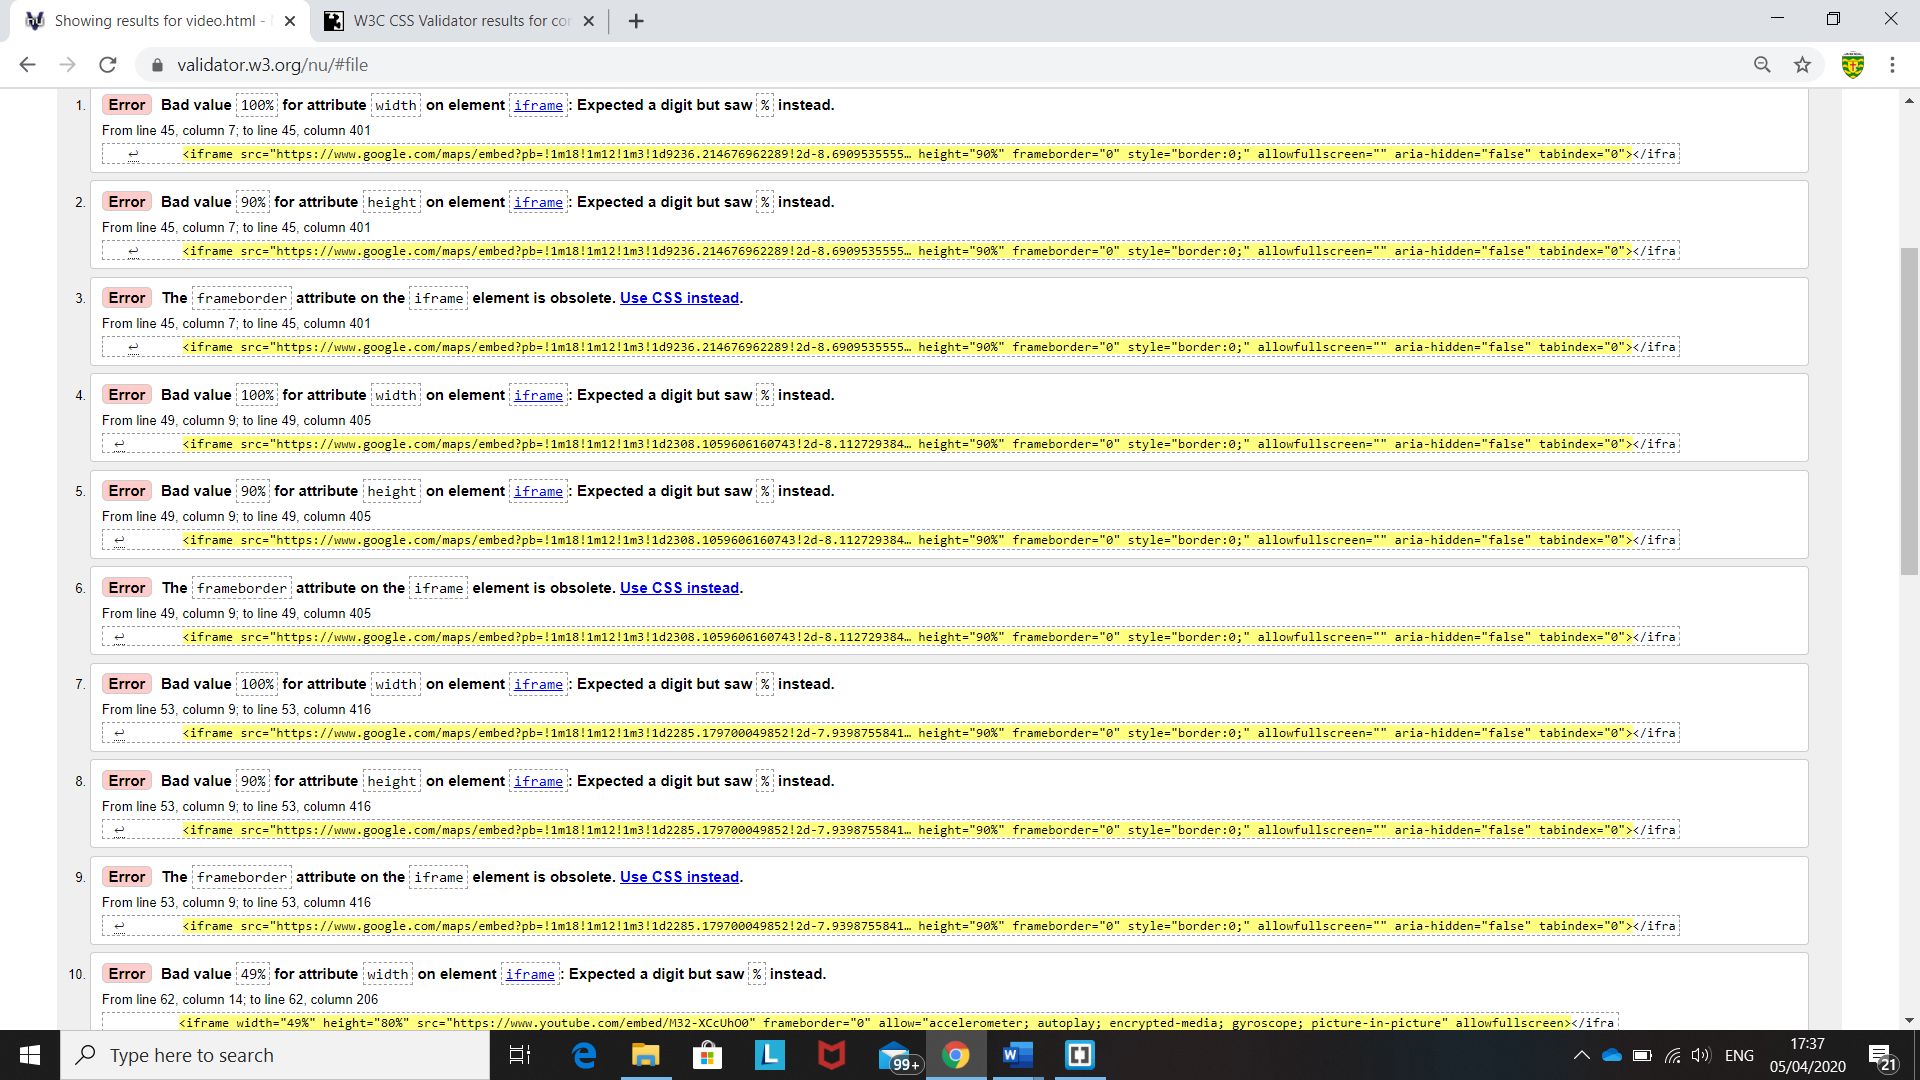 Showing results for video.html -
W3C CSS Validator results for co
validator.w3.org/nu/#file
1. Error Bad value 100% for attribute width on element iframe: Expected a digit but saw % instead.
From line 45, column 7; to line 45, column 401
↩ <iframe src="https://www.google.com/maps/embed?pb=!1m18!1m12!1m3!1d9236.214676962289!2d-8.6909535555… height="90%" frameborder="0" style="border:0;" allowfullscreen="" aria-hidden="false" tabindex="0"></ifra
2. Error Bad value 90% for attribute height on element iframe: Expected a digit but saw % instead.
From line 45, column 7; to line 45, column 401
↩ <iframe src="https://www.google.com/maps/embed?pb=!1m18!1m12!1m3!1d9236.214676962289!2d-8.6909535555… height="90%" frameborder="0" style="border:0;" allowfullscreen="" aria-hidden="false" tabindex="0"></ifra
3. Error The frameborder attribute on the iframe element is obsolete. Use CSS instead.
From line 45, column 7; to line 45, column 401
↩ <iframe src="https://www.google.com/maps/embed?pb=!1m18!1m12!1m3!1d9236.214676962289!2d-8.6909535555… height="90%" frameborder="0" style="border:0;" allowfullscreen="" aria-hidden="false" tabindex="0"></ifra
4. Error Bad value 100% for attribute width on element iframe: Expected a digit but saw % instead.
From line 49, column 9; to line 49, column 405
↩ <iframe src="https://www.google.com/maps/embed?pb=!1m18!1m12!1m3!1d2308.1059606160743!2d-8.112729384… height="90%" frameborder="0" style="border:0;" allowfullscreen="" aria-hidden="false" tabindex="0"></ifra
5. Error Bad value 90% for attribute height on element iframe: Expected a digit but saw % instead.
From line 49, column 9; to line 49, column 405
↩ <iframe src="https://www.google.com/maps/embed?pb=!1m18!1m12!1m3!1d2308.1059606160743!2d-8.112729384… height="90%" frameborder="0" style="border:0;" allowfullscreen="" aria-hidden="false" tabindex="0"></ifra
6. Error The frameborder attribute on the iframe element is obsolete. Use CSS instead.
From line 49, column 9; to line 49, column 405
↩ <iframe src="https://www.google.com/maps/embed?pb=!1m18!1m12!1m3!1d2308.1059606160743!2d-8.112729384… height="90%" frameborder="0" style="border:0;" allowfullscreen="" aria-hidden="false" tabindex="0"></ifra
7. Error Bad value 100% for attribute width on element iframe: Expected a digit but saw % instead.
From line 53, column 9; to line 53, column 416
↩ <iframe src="https://www.google.com/maps/embed?pb=!1m18!1m12!1m3!1d2285.179700049852!2d-7.9398755841… height="90%" frameborder="0" style="border:0;" allowfullscreen="" aria-hidden="false" tabindex="0"></ifra
8. Error Bad value 90% for attribute height on element iframe: Expected a digit but saw % instead.
From line 53, column 9; to line 53, column 416
↩ <iframe src="https://www.google.com/maps/embed?pb=!1m18!1m12!1m3!1d2285.179700049852!2d-7.9398755841… height="90%" frameborder="0" style="border:0;" allowfullscreen="" aria-hidden="false" tabindex="0"></ifra
9. Error The frameborder attribute on the iframe element is obsolete. Use CSS instead.
From line 53, column 9; to line 53, column 416
↩ <iframe src="https://www.google.com/maps/embed?pb=!1m18!1m12!1m3!1d2285.179700049852!2d-7.9398755841… height="90%" frameborder="0" style="border:0;" allowfullscreen="" aria-hidden="false" tabindex="0"></ifra
10. Error Bad value 49% for attribute width on element iframe: Expected a digit but saw % instead.
From line 62, column 14; to line 62, column 206
<iframe width="49%" height="80%" src="https://www.youtube.com/embed/M32-XCcUhO0" frameborder="0" allow="accelerometer; autoplay; encrypted-media; gyroscope; picture-in-picture" allowfullscreen></ifra
Type here to search
99+
ENG
17:37
05/04/2020
21